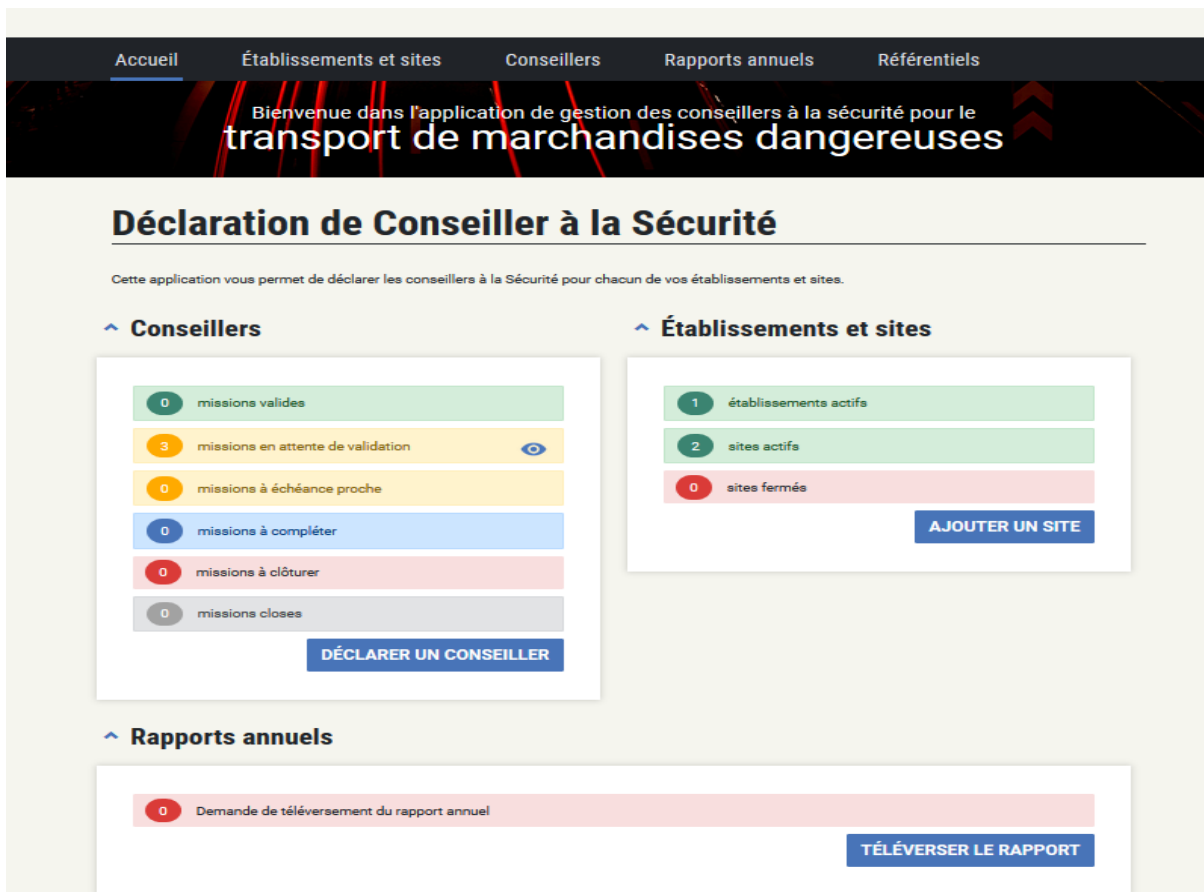 Accueil Établissements et sites Conseillers Rapports annuels Référentiels
Bienvenue dans l'application de gestion des conseillers à la sécurité pour le
transport de marchandises dangereuses
Déclaration de Conseiller à la Sécurité
Cette application vous permet de déclarer les conseillers à la Sécurité pour chacun de vos établissements et sites.
Conseillers
0 missions valides
3 missions en attente de validation
0 missions à échéance proche
0 missions à compléter
0 missions à clôturer
0 missions closes
DÉCLARER UN CONSEILLER
Établissements et sites
1 établissements actifs
2 sites actifs
0 sites fermés
AJOUTER UN SITE
Rapports annuels
0 Demande de téléversement du rapport annuel
TÉLÉVERSER LE RAPPORT